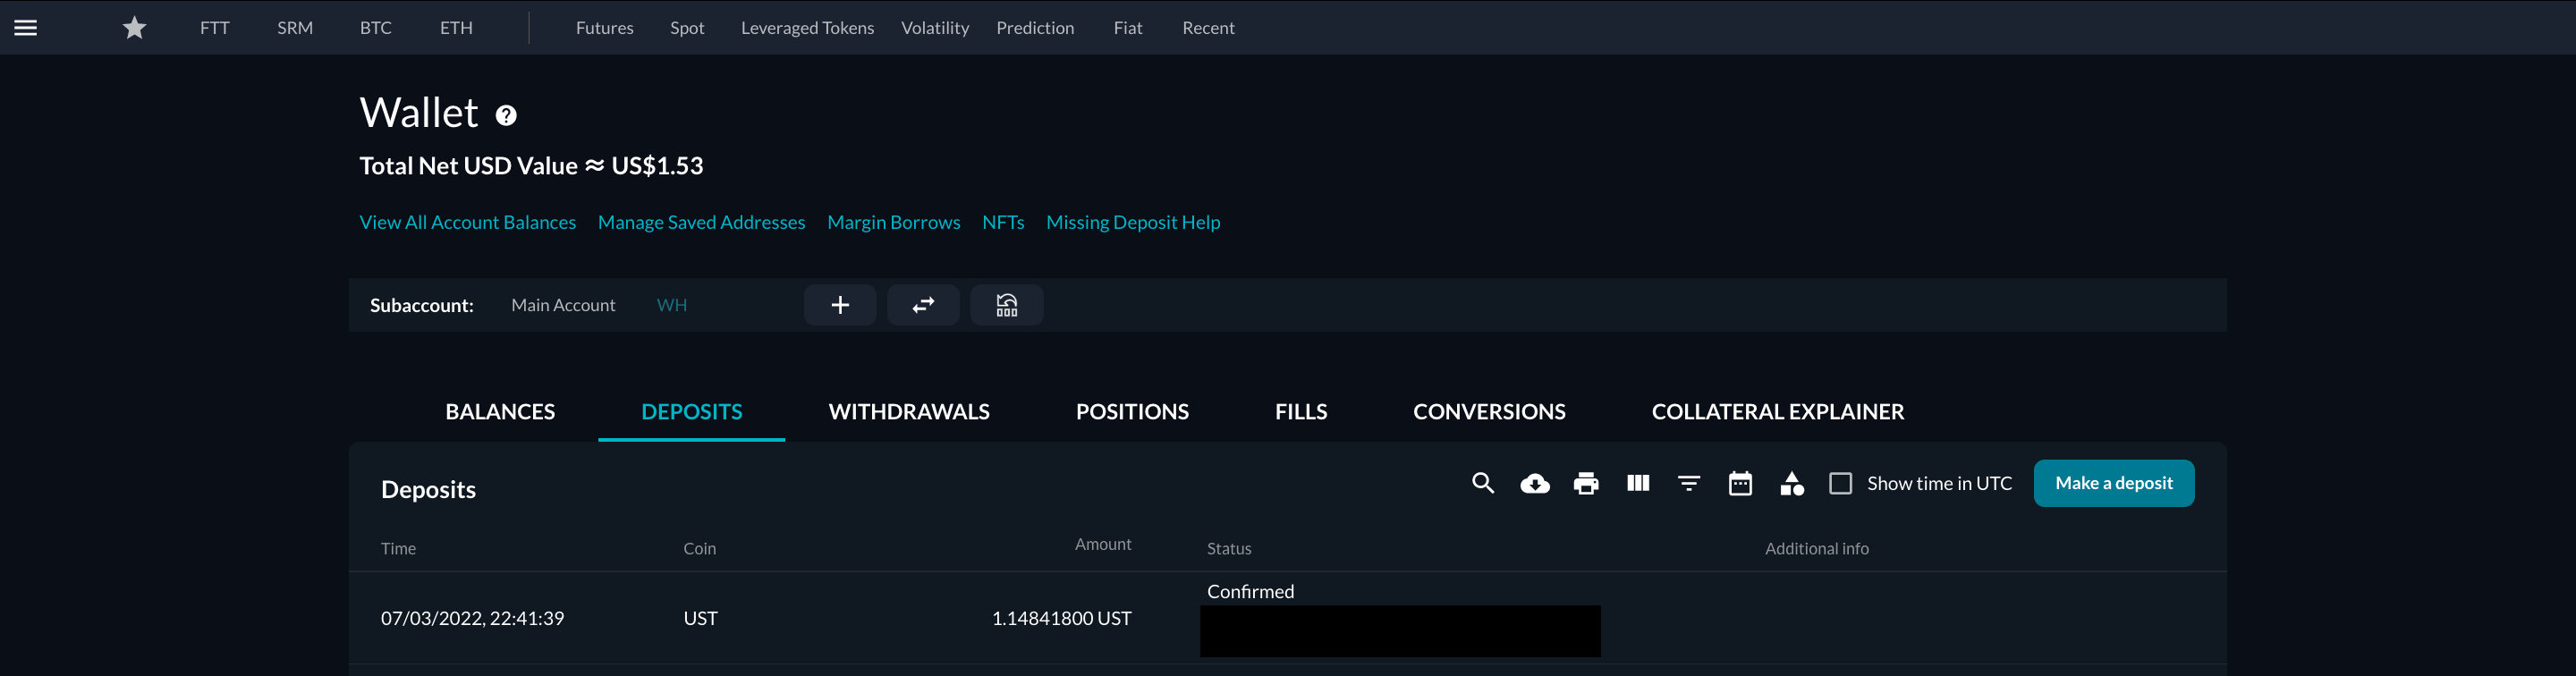 FTT SRM BTC ETH Futures Spot Leveraged Tokens Volatility Prediction Fiat Recent
Wallet ?
Total Net USD Value ≈ US$1.53
View All Account Balances Manage Saved Addresses Margin Borrows NFTs Missing Deposit Help
Subaccount: Main Account WH
BALANCES DEPOSITS WITHDRAWALS POSITIONS FILLS CONVERSIONS COLLATERAL EXPLAINER
Deposits Show time in UTC Make a deposit
Time Coin Amount Status Additional info
Confirmed
07/03/2022, 22:41:39 UST 1.14841800 UST